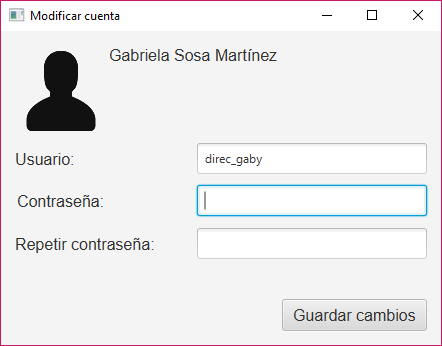 Modificar cuenta
Gabriela Sosa Martínez
Usuario:
direc_gaby
Contraseña:
Repetir contraseña:
Guardar cambios